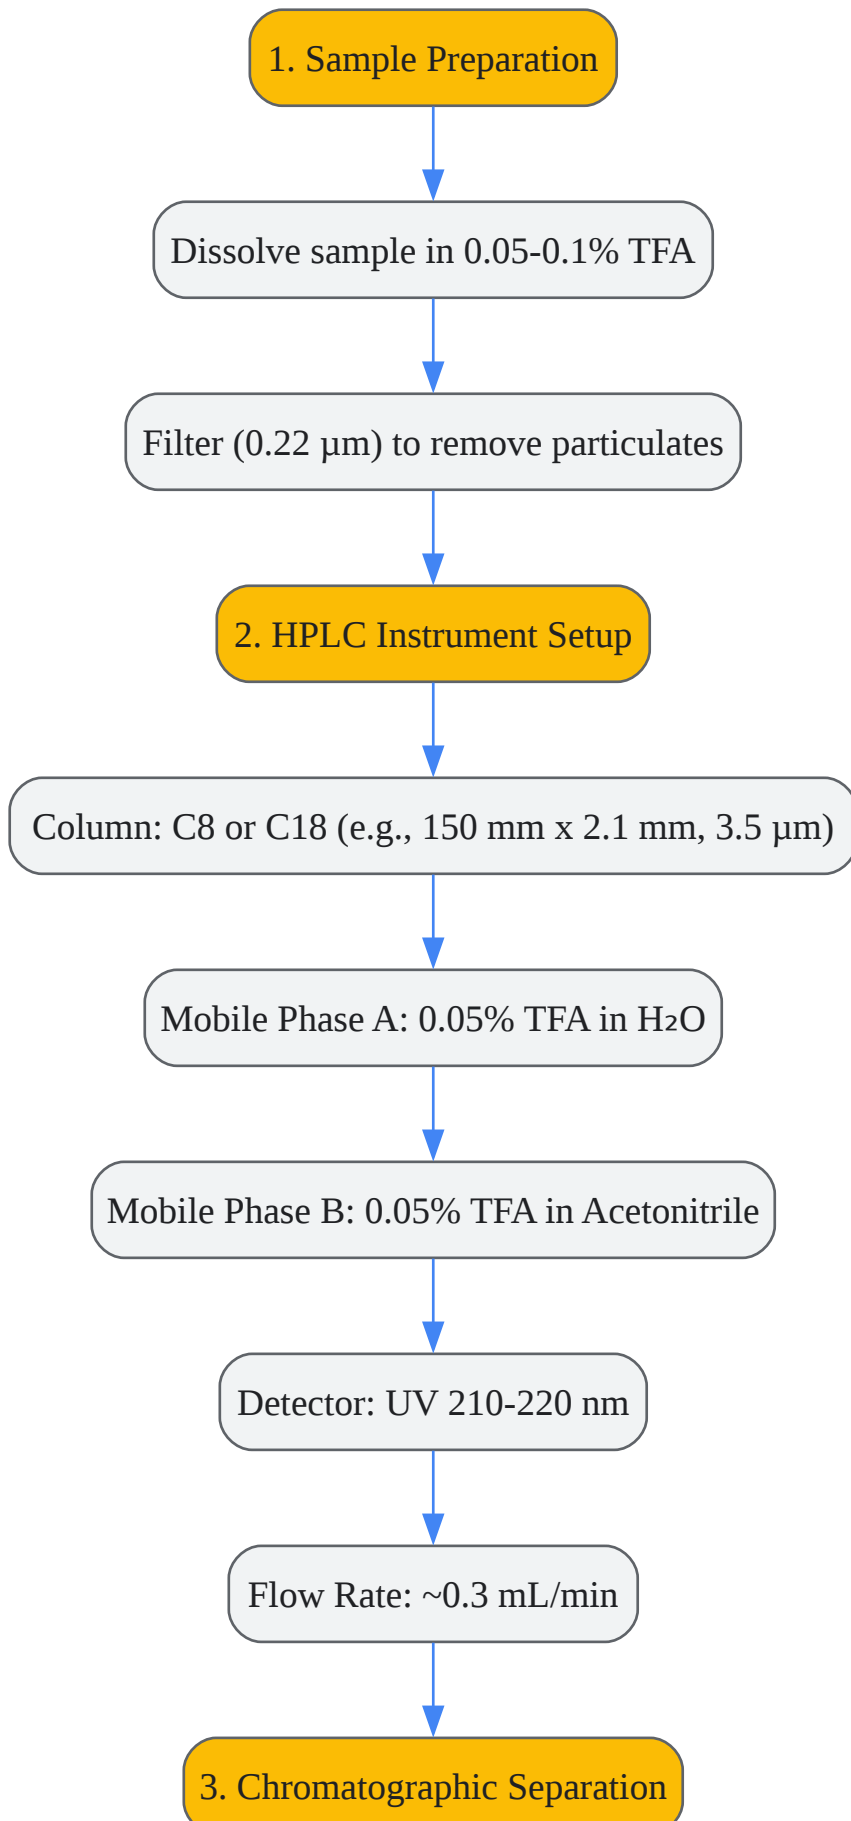 1. Sample Preparation
Dissolve sample in 0.05-0.1% TFA
Filter (0.22 µm) to remove particulates
2. HPLC Instrument Setup
Column: C8 or C18 (e.g., 150 mm x 2.1 mm, 3.5 µm)
Mobile Phase A: 0.05% TFA in H₂O
Mobile Phase B: 0.05% TFA in Acetonitrile
Detector: UV 210-220 nm
Flow Rate: ~0.3 mL/min
3. Chromatographic Separation